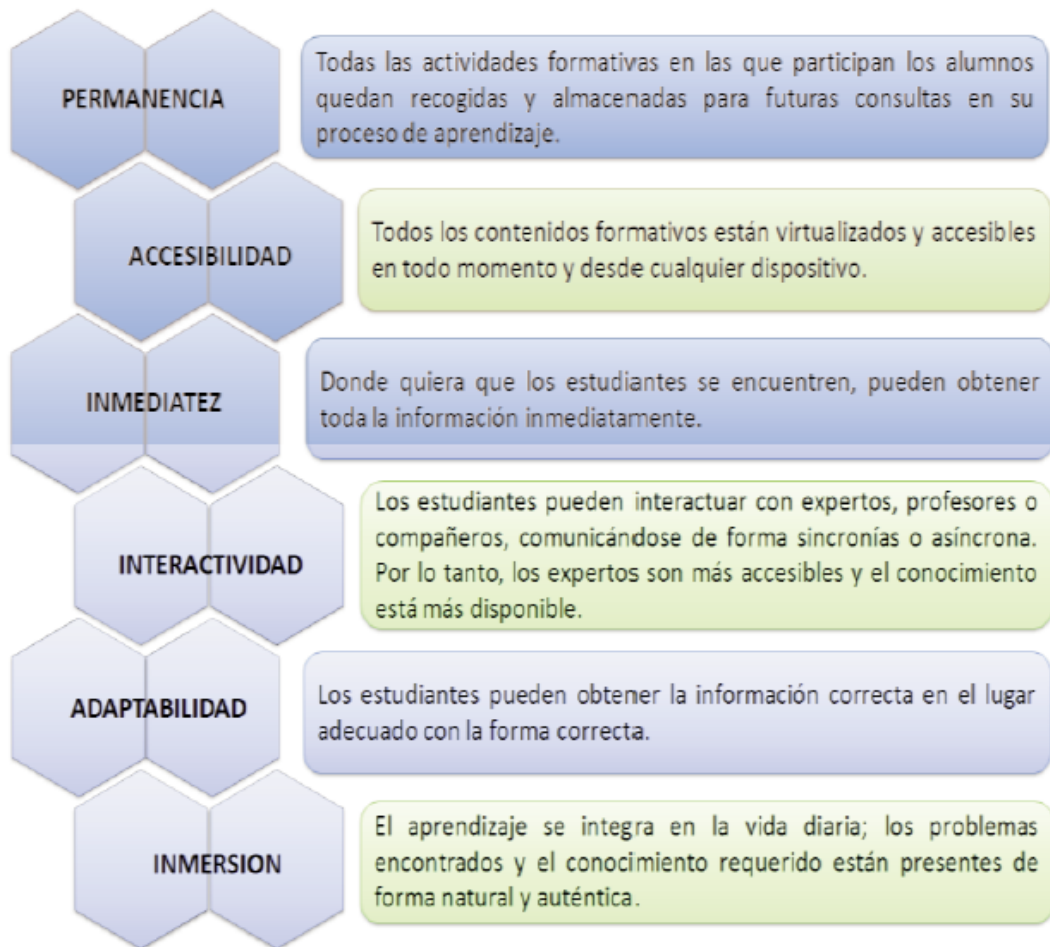 PERMANENCIA
Todas las actividades formativas en las que participan los alumnos
quedan recogidas y almacenadas para futuras consultas en su
proceso de aprendizaje.
ACCESIBILIDAD
Todos los contenidos formativos están virtualizados y accesibles
en todo momento y desde cualquier dispositivo.
INMEDIATEZ
Donde quiera que los estudiantes se encuentren, pueden obtener
toda la información inmediatamente.
INTERACTIVIDAD
Los estudiantes pueden interactuar con expertos, profesores o
compañeros, comunicándose de forma sincronías o asíncrona.
Por lo tanto, los expertos son más accesibles y el conocimiento
está más disponible.
ADAPTABILIDAD
Los estudiantes pueden obtener la información correcta en el lugar
adecuado con la forma correcta.
INMERSION
El aprendizaje se integra en la vida diaria; los problemas
encontrados y el conocimiento requerido están presentes de
forma natural y auténtica.